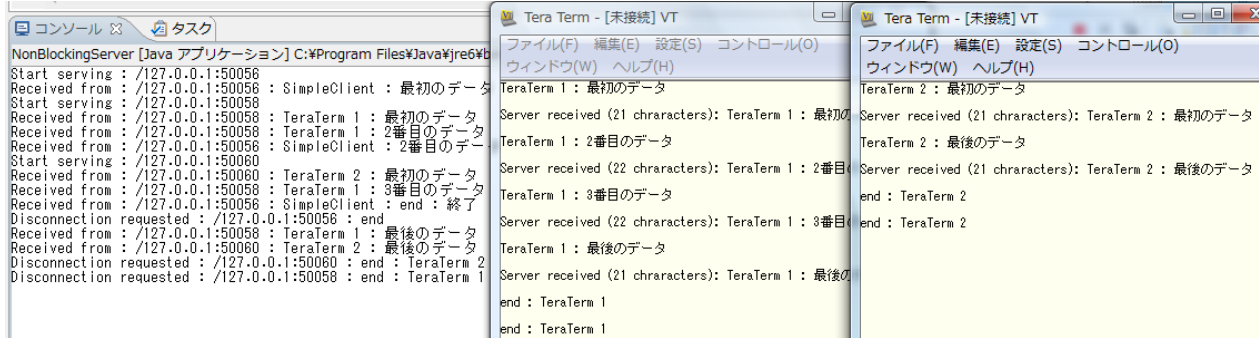 コンソール タスク
NonBlockingServer [Java アプリケーション] C:¥Program Files¥Java¥jre6¥b
Start serving : /127.0.0.1:50056
Received from : /127.0.0.1:50056 : SimpleClient : 最初のデータ
Start serving : /127.0.0.1:50058
Received from : /127.0.0.1:50058 : TeraTerm 1 : 最初のデータ
Received from : /127.0.0.1:50058 : TeraTerm 1 : 2番目のデータ
Received from : /127.0.0.1:50056 : SimpleClient : 2番目のデー
Start serving : /127.0.0.1:50060
Received from : /127.0.0.1:50060 : TeraTerm 2 : 最初のデータ
Received from : /127.0.0.1:50058 : TeraTerm 1 : 3番目のデータ
Received from : /127.0.0.1:50056 : SimpleClient : end : 終了
Disconnection requested : /127.0.0.1:50056 : end
Received from : /127.0.0.1:50058 : TeraTerm 1 : 最後のデータ
Received from : /127.0.0.1:50060 : TeraTerm 2 : 最後のデータ
Disconnection requested : /127.0.0.1:50060 : end : TeraTerm 2
Disconnection requested : /127.0.0.1:50058 : end : TeraTerm 1
Tera Term - [未接続] VT
ファイル(F) 編集(E) 設定(S) コントロール(O)
ウィンドウ(W) ヘルプ(H)
TeraTerm 1 : 最初のデータ
Server received (21 chraracters): TeraTerm 1 : 最初の
TeraTerm 1 : 2番目のデータ
Server received (22 chraracters): TeraTerm 1 : 2番目
TeraTerm 1 : 3番目のデータ
Server received (22 chraracters): TeraTerm 1 : 3番目
TeraTerm 1 : 最後のデータ
Server received (21 chraracters): TeraTerm 1 : 最後の
end : TeraTerm 1
end : TeraTerm 1
Tera Term - [未接続] VT
ファイル(F) 編集(E) 設定(S) コントロール(O)
ウィンドウ(W) ヘルプ(H)
TeraTerm 2 : 最初のデータ
Server received (21 chraracters): TeraTerm 2 : 最初のデータ
TeraTerm 2 : 最後のデータ
Server received (21 chraracters): TeraTerm 2 : 最後のデータ
end : TeraTerm 2
end : TeraTerm 2